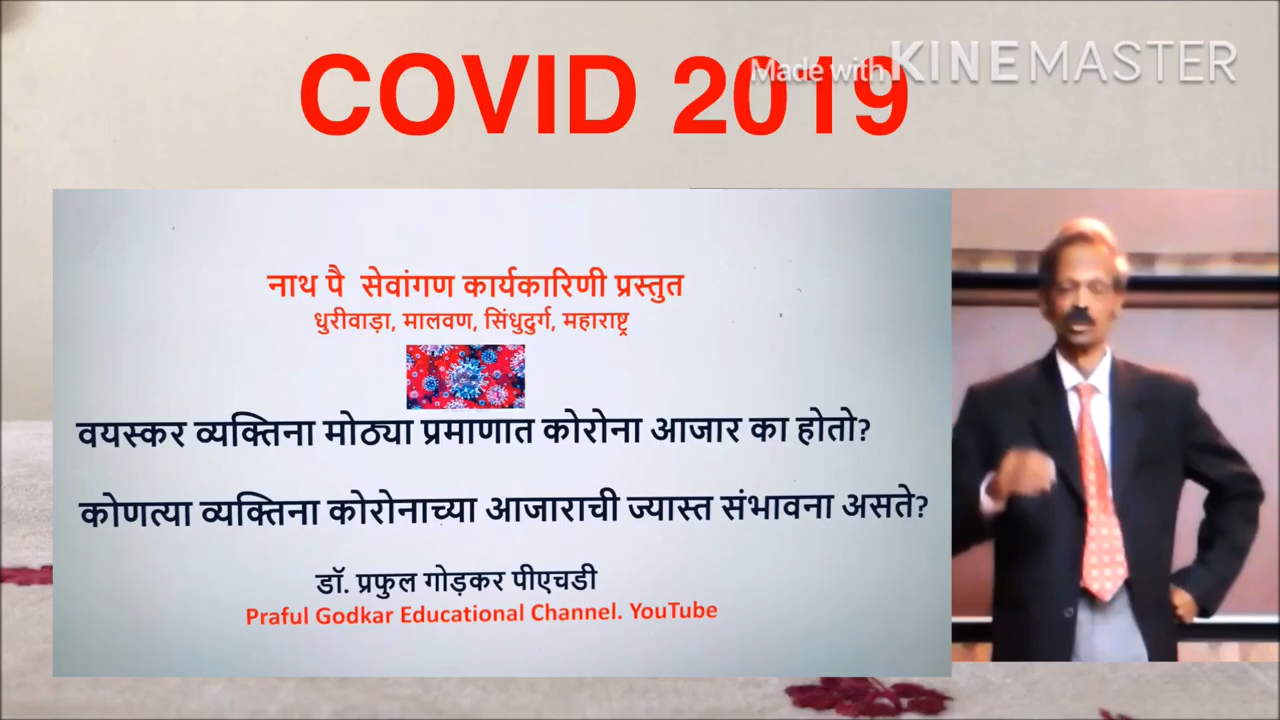 COVID 2019
Made with KINEMASTER
नाथ पै सेवांगण कार्यकारिणी प्रस्तुत
धुरीवाड़ा, मालवण, सिंधुदुर्ग, महाराष्ट्र
वयस्कर व्यक्तिना मोठ्या प्रमाणात कोरोना आजार का होतो?
कोणत्या व्यक्तिना कोरोनाच्या आजाराची ज्यास्त संभावना असते?
डॉ. प्रफुल गोड़कर पीएचडी
Praful Godkar Educational Channel. YouTube